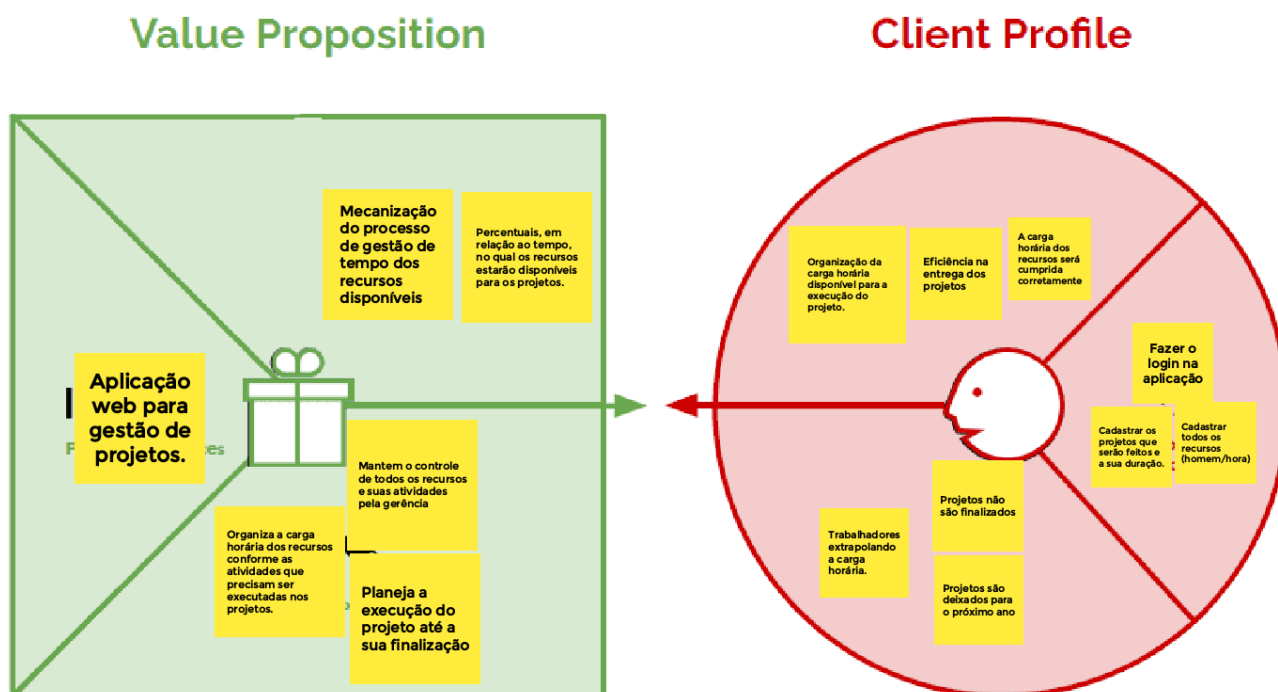 Value Proposition
Client Profile
Mecanização
do processo
de gestão de
tempo dos
recursos
disponíveis
Percentuais, em
relação ao tempo,
no qual os recursos
estarão disponíveis
para os projetos.
Aplicação
web para
gestão de
projetos.
Mantem o controle
de todos os recursos
e suas atividades
pela gerência
Organiza a carga
horária dos recursos
conforme as
atividades que
precisam ser
executadas nos
projetos.
Planeja a
execução do
projeto até a
sua finalização
Organização da
carga horária
disponível para a
execução do
projeto.
Eficiência na
entrega dos
projetos
A carga
horária dos
recursos será
cumprida
corretamente
Fazer o
login na
aplicação
Cadastrar os
projetos que
serão feitos e
a sua duração.
Cadastrar
todos os
recursos
(homem/hora)
Projetos não
são finalizados
Trabalhadores
extrapolando
a carga
horária.
Projetos são
deixados para
o próximo ano